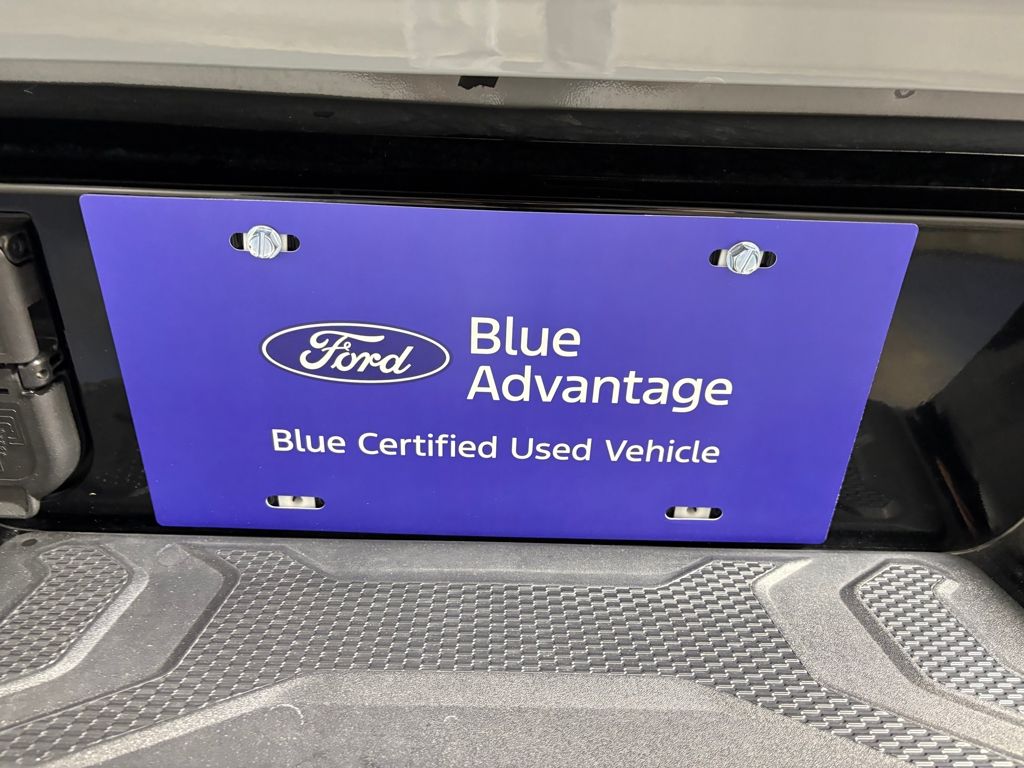 Ford
Blue
Advantage
Blue Certified Used Vehicle